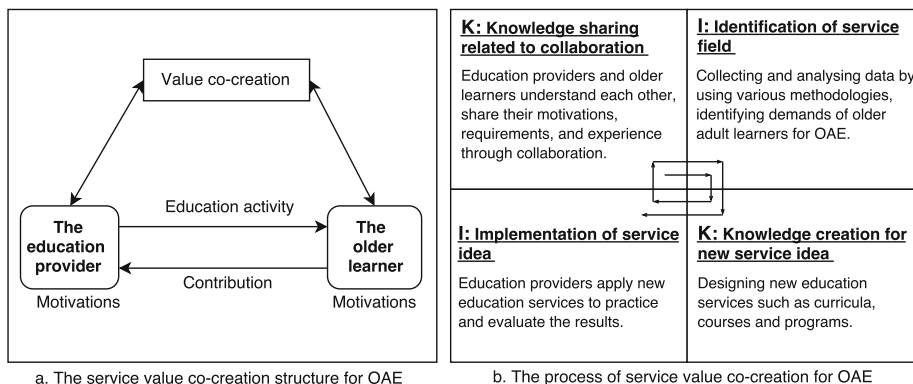 Value co-creation
Education activity
The
education
provider
The
older
learner
Contribution
Motivations
Motivations
a. The service value co-creation structure for OAE
K: Knowledge sharing
related to collaboration
Education providers and older
learners understand each other,
share their motivations,
requirements, and experience
through collaboration.
I: Identification of service
field
Collecting and analysing data by
using various methodologies,
identifying demands of older
adult learners for OAE.
I: Implementation of service
idea
Education providers apply new
education services to practice
and evaluate the results.
K: Knowledge creation for
new service idea
Designing new education
services such as curricula,
courses and programs.
b. The process of service value co-creation for OAE